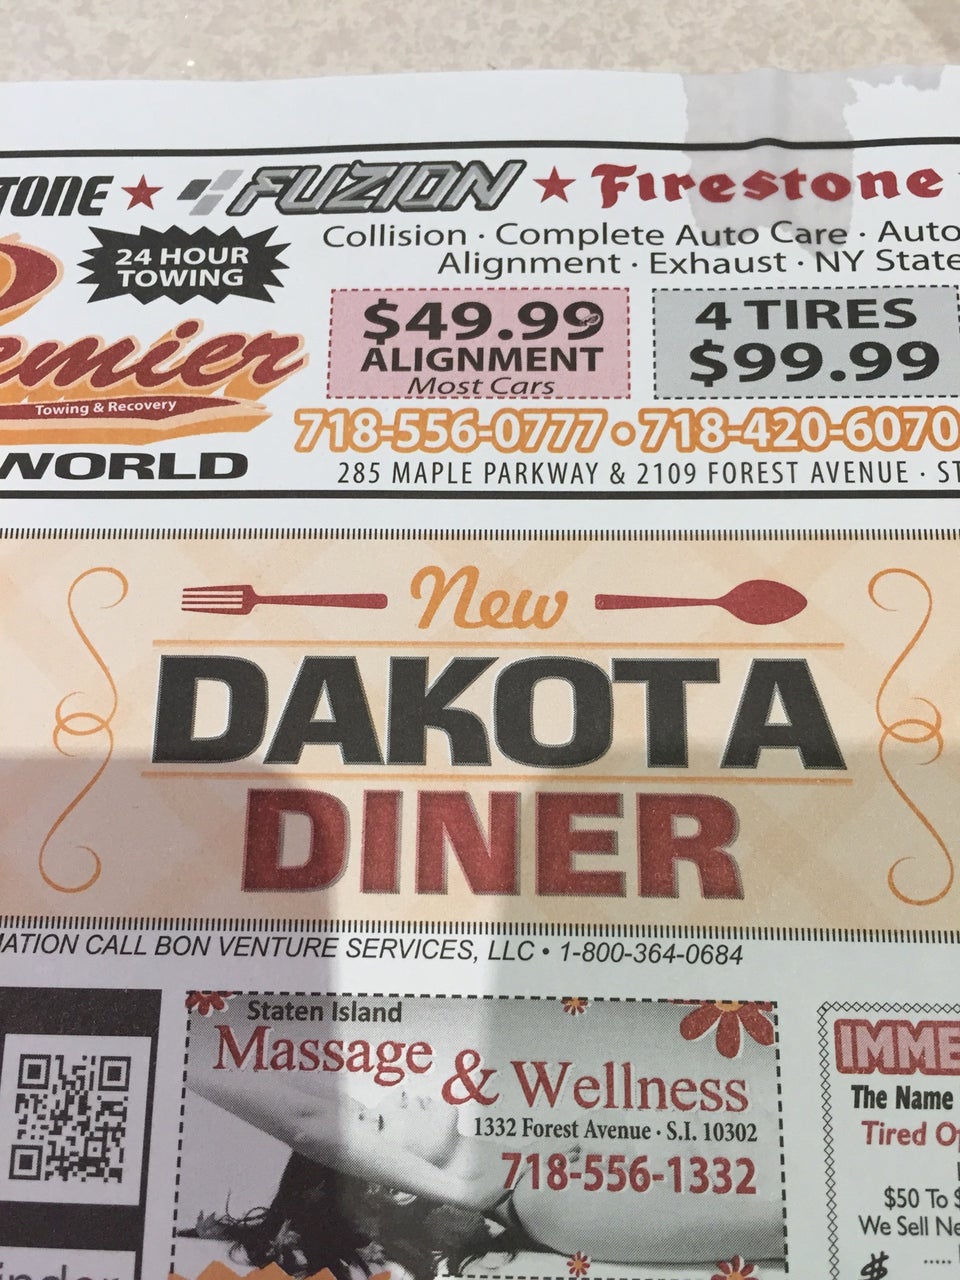 TONE ★ FUZION ★ Firestone
24 HOUR
TOWING
Collision · Complete Auto Care · Auto
Alignment · Exhaust · NY State
$49.99
ALIGNMENT
Most Cars
4 TIRES
$99.99
emier
Towing & Recovery
WORLD
718-556-0777 • 718-420-6070
285 MAPLE PARKWAY & 2109 FOREST AVENUE · ST
New
DAKOTA
DINER
MATION CALL BON VENTURE SERVICES, LLC • 1-800-364-0684
Staten Island
Massage
& Wellness
1332 Forest Avenue · S.I. 10302
718-556-1332
IMME
The Name
Tired Op
$50 To $
We Sell Ne
$